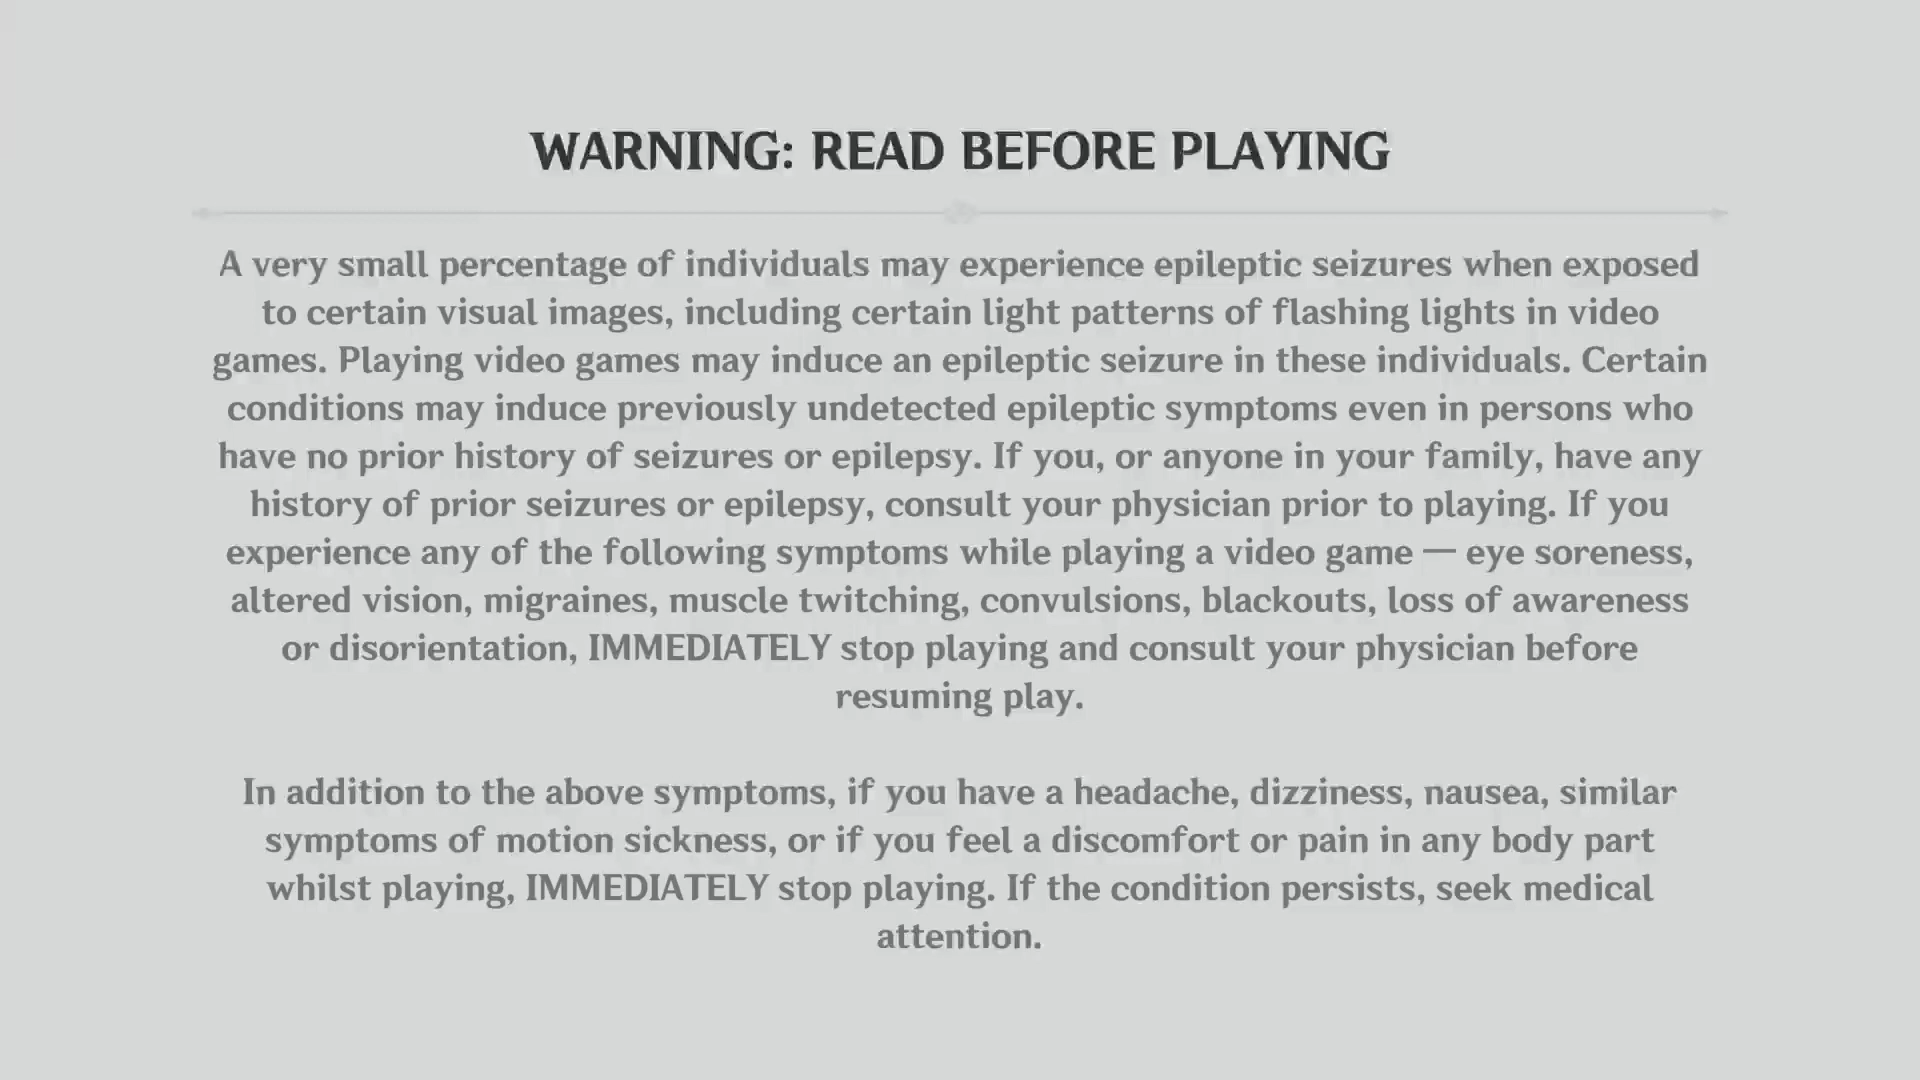 WARNING: READ BEFORE PLAYING
A very small percentage of individuals may experience epileptic seizures when exposed
to certain visual images, including certain light patterns of flashing lights in video
games. Playing video games may induce an epileptic seizure in these individuals. Certain
conditions may induce previously undetected epileptic symptoms even in persons who
have no prior history of seizures or epilepsy. If you, or anyone in your family, have any
history of prior seizures or epilepsy, consult your physician prior to playing. If you
experience any of the following symptoms while playing a video game — eye soreness,
altered vision, migraines, muscle twitching, convulsions, blackouts, loss of awareness
or disorientation, IMMEDIATELY stop playing and consult your physician before
resuming play.
In addition to the above symptoms, if you have a headache, dizziness, nausea, similar
symptoms of motion sickness, or if you feel a discomfort or pain in any body part
whilst playing, IMMEDIATELY stop playing. If the condition persists, seek medical
attention.